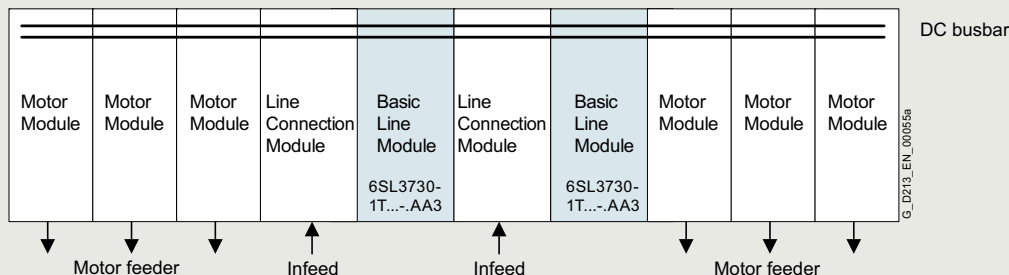 DC busbar
Motor
Module
Motor
Module
Motor
Module
Line
Connection
Module
Basic
Line
Module
6SL3730-
1T...-.AA3
Line
Connection
Module
Basic
Line
Module
6SL3730-
1T...-.AA3
Motor
Module
Motor
Module
Motor
Module
G_D213_EN_00055a
Motor feeder
Infeed
Infeed
Motor feeder